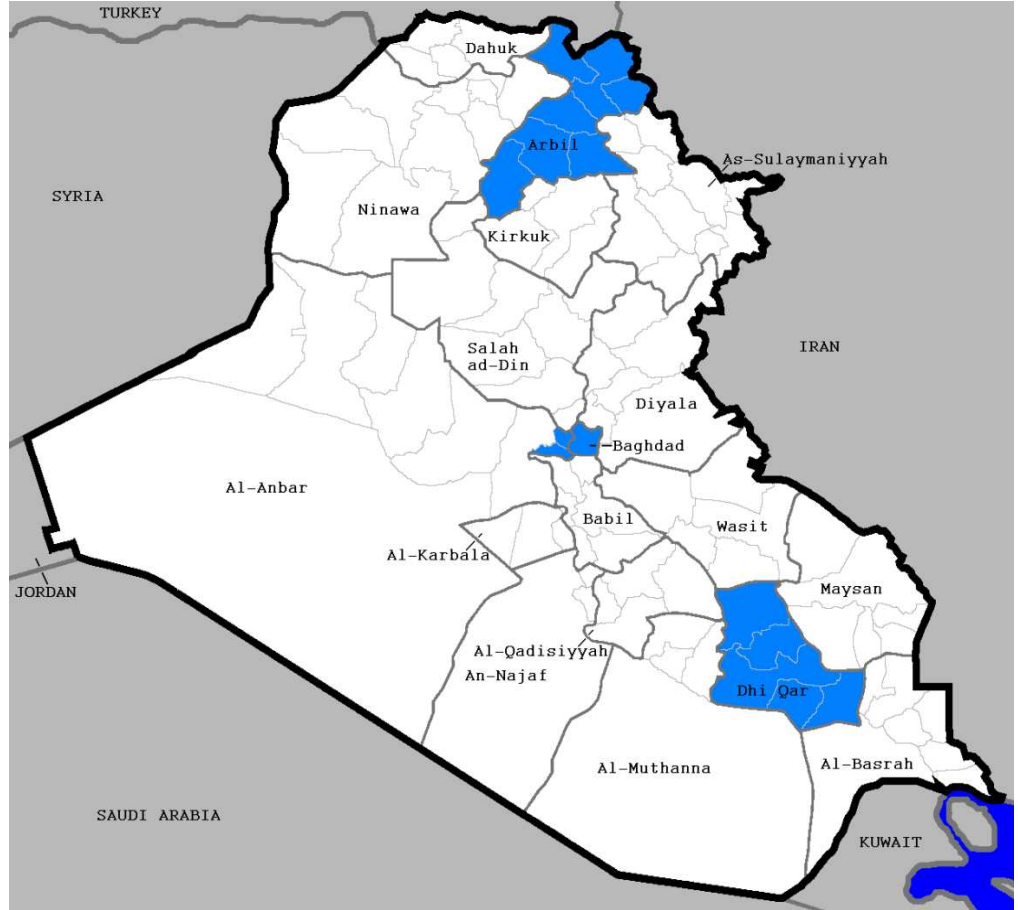 TURKEY
Dahuk
Arbil
As-Sulaymaniyyah
SYRIA
Ninawa
Kirkuk
IRAN
Salah
ad-Din
Diyala
Baghdad
Al-Anbar
Babil
Wasit
Al-Karbala
JORDAN
Maysan
Al-Qadisiyyah
An-Najaf
Dhi Qar
Al-Muthanna
Al-Basrah
SAUDI ARABIA
KUWAIT